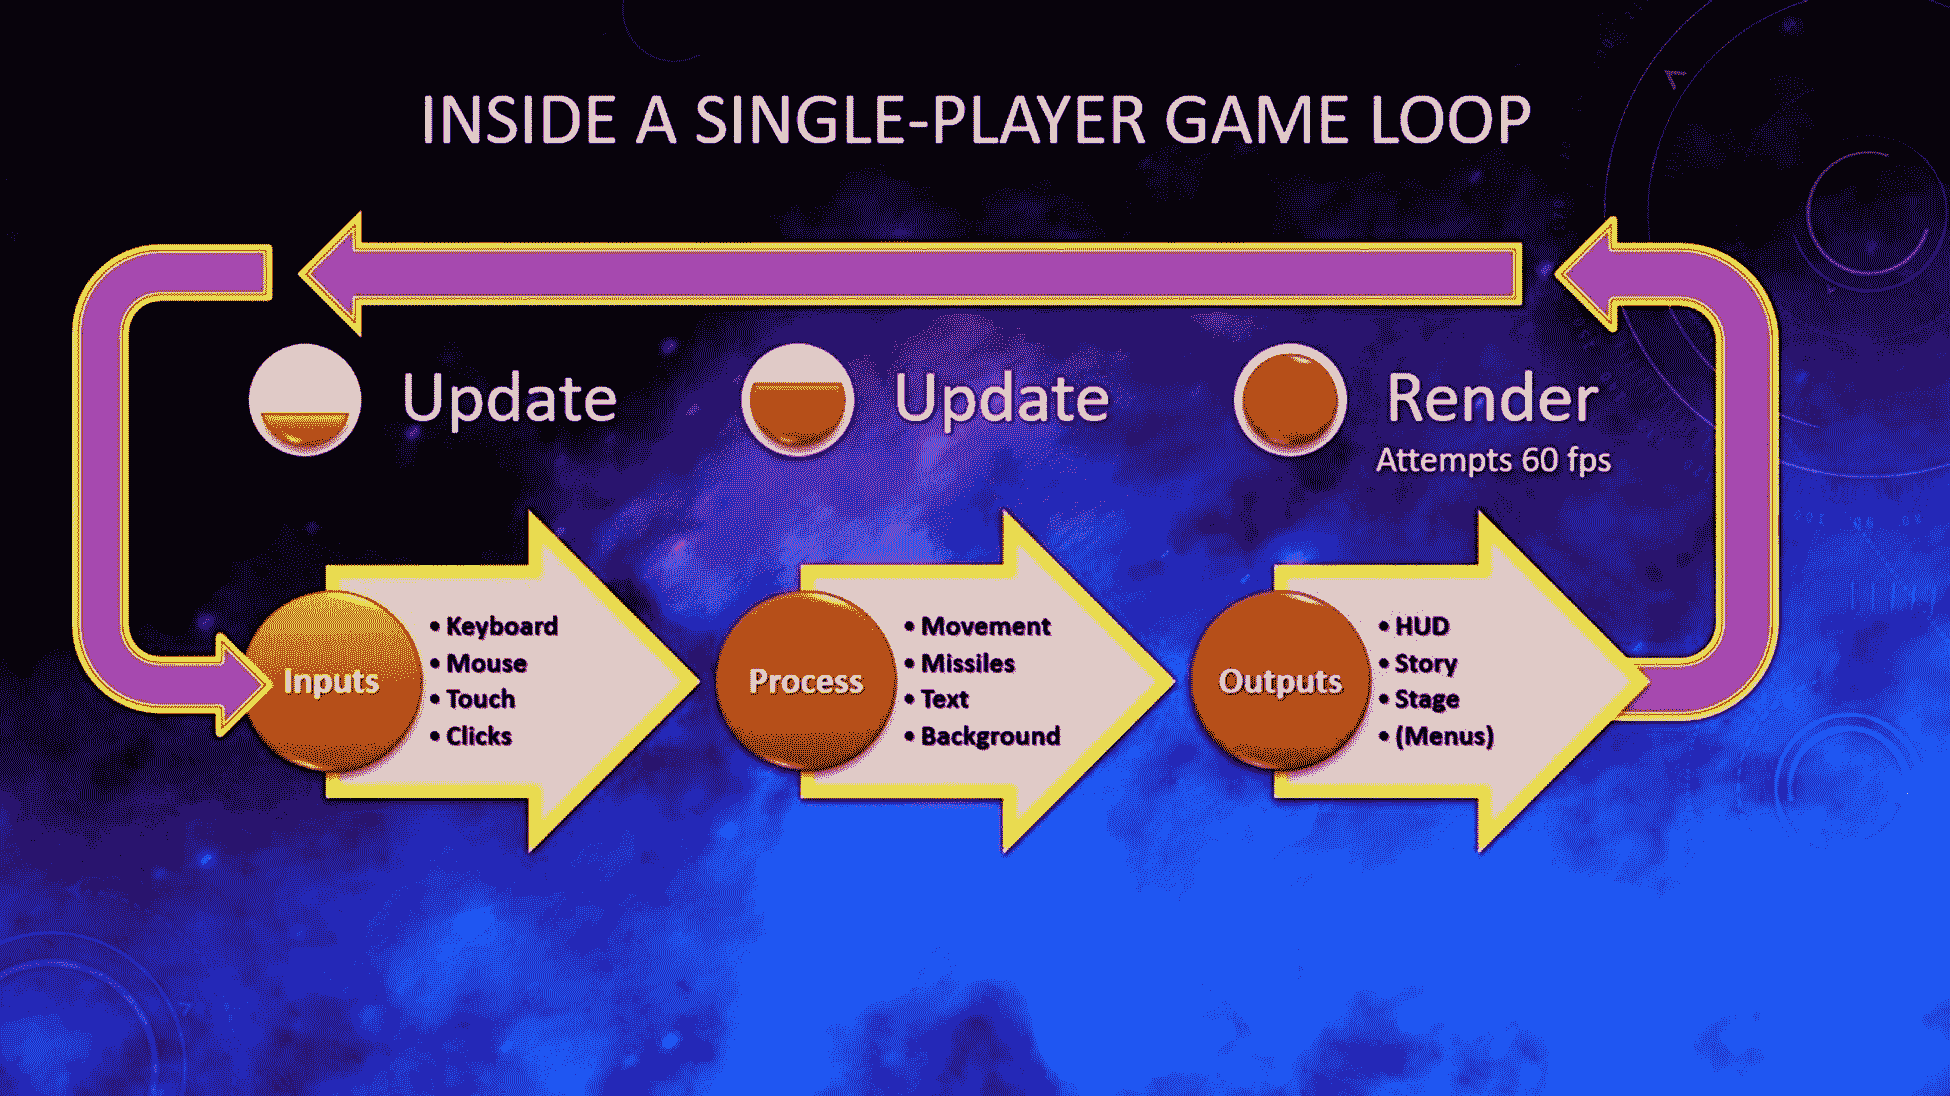 INSIDE A SINGLE-PLAYER GAME LOOP
Update
Update
Render
Attempts 60 fps
Inputs
• Keyboard
• Mouse
• Touch
• Clicks
Process
• Movement
• Missiles
• Text
• Background
Outputs
• HUD
• Story
• Stage
• (Menus)